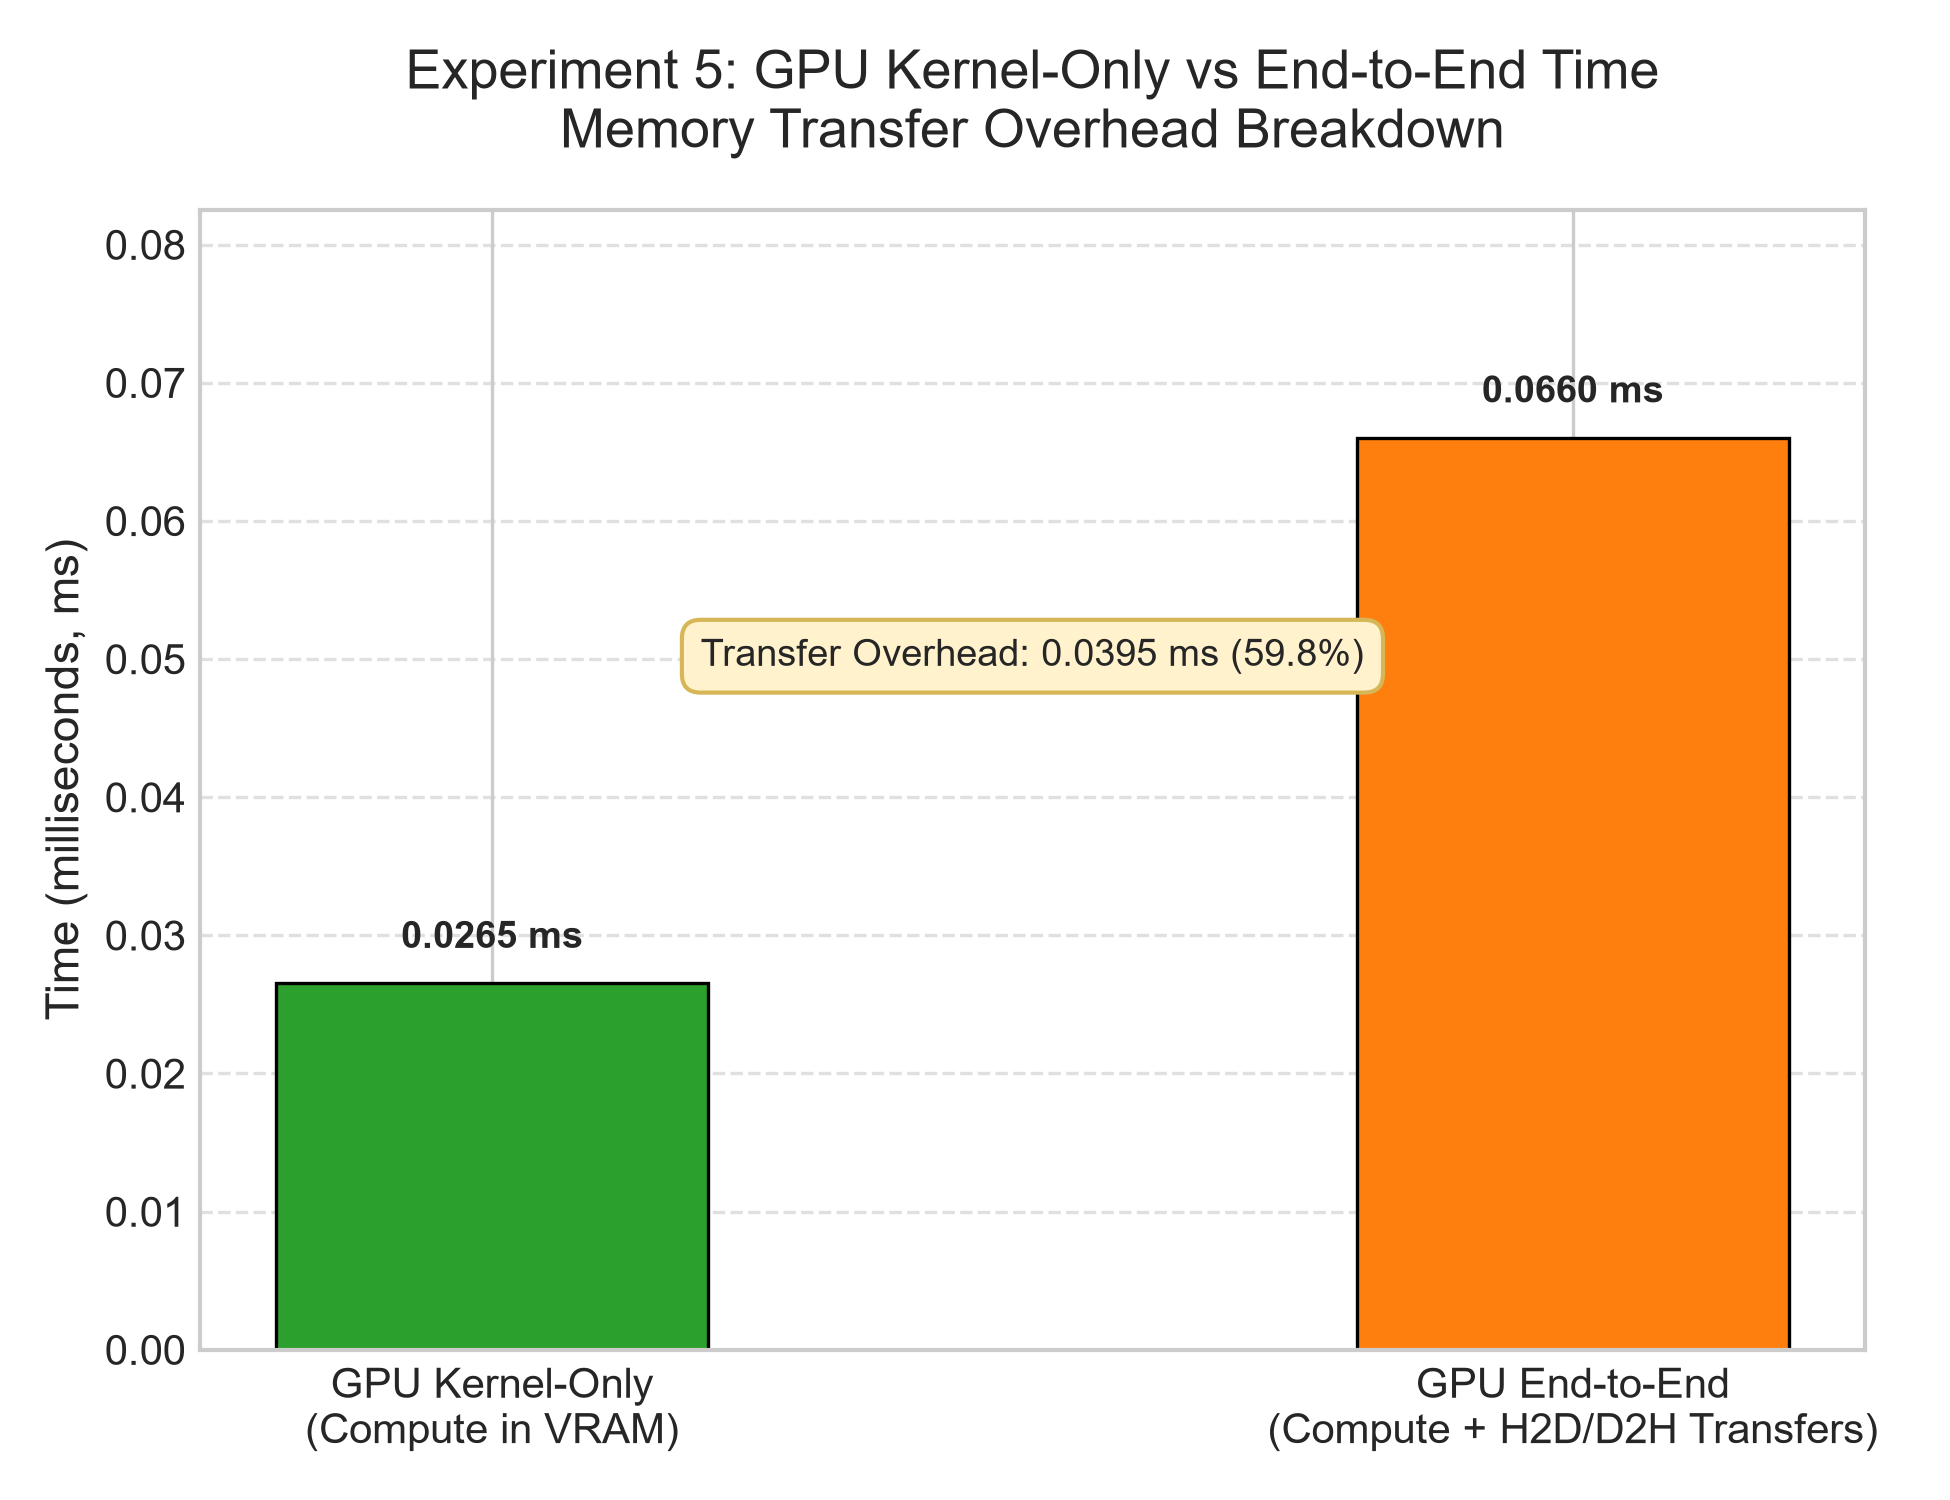 Experiment 5: GPU Kernel-Only vs End-to-End Time
Memory Transfer Overhead Breakdown
Time (milliseconds, ms)
0.08
0.07
0.06
0.05
0.04
0.03
0.02
0.01
0.00
0.0660 ms
Transfer Overhead: 0.0395 ms (59.8%)
0.0265 ms
GPU Kernel-Only
(Compute in VRAM)
GPU End-to-End
(Compute + H2D/D2H Transfers)